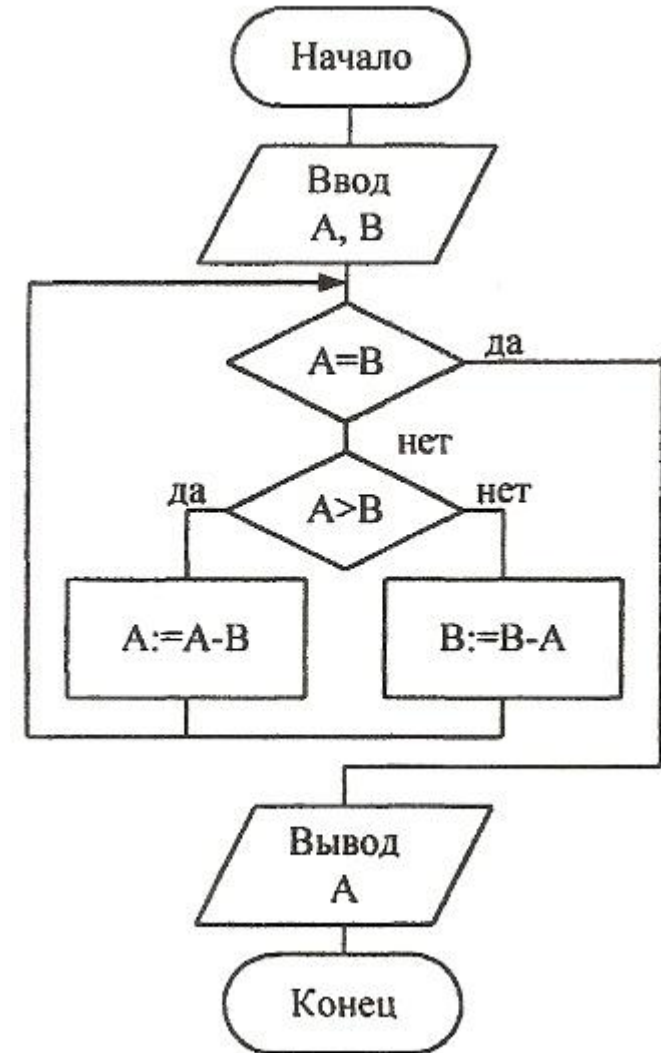 Начало
Ввод
A, B
A=B
да
нет
A>B
да
нет
A:=A-B
B:=B-A
Вывод
A
Конец